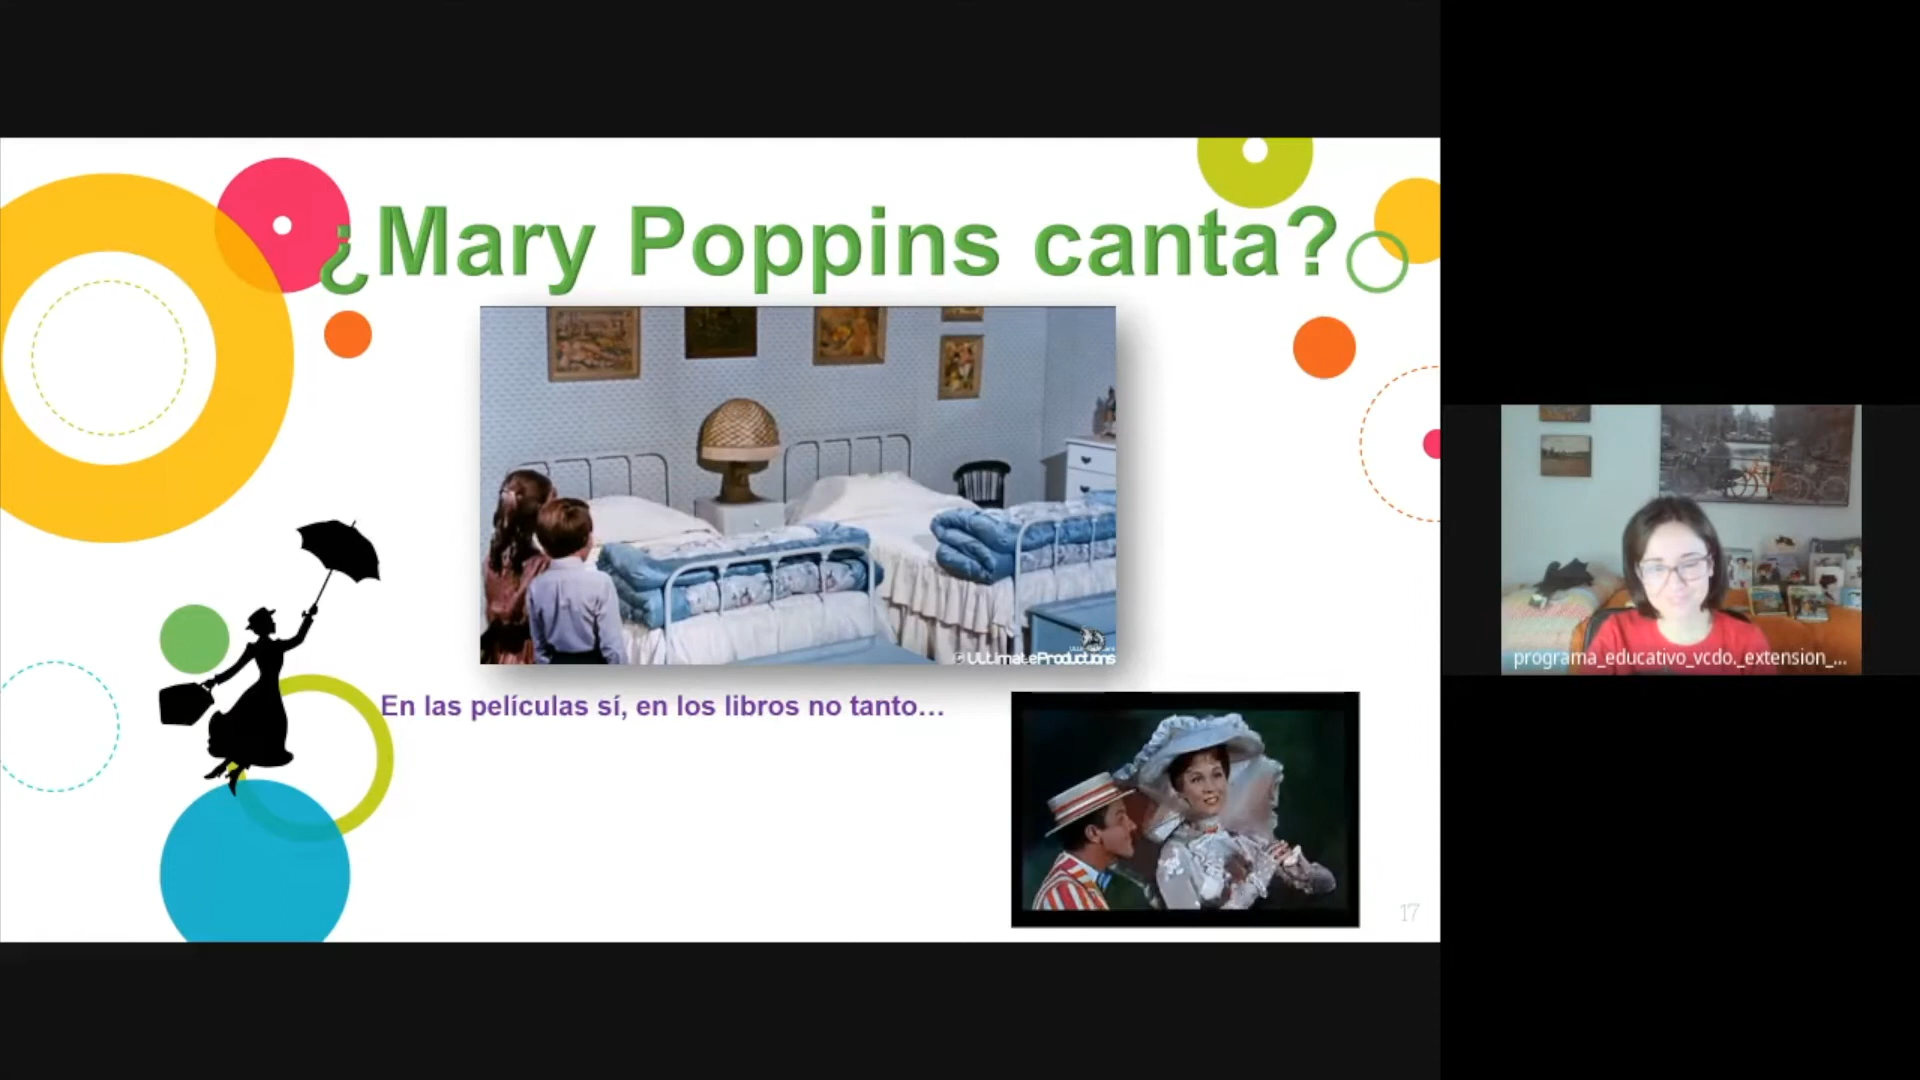 ¿Mary Poppins canta?
© ULtimateProductions
En las películas sí, en los libros no tanto…
17
programa_educativo_vcdo._extension_...